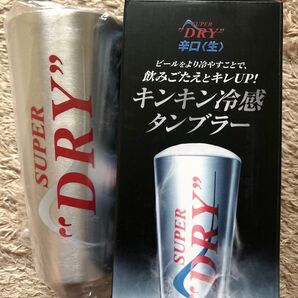 SUPER
"DRY"
SUPER
"DRY"
辛口〈生〉
ビールをより冷やすことで、
飲みごたえとキレUP!
キンキン冷感
タンブラー
SUPER
"DRY"